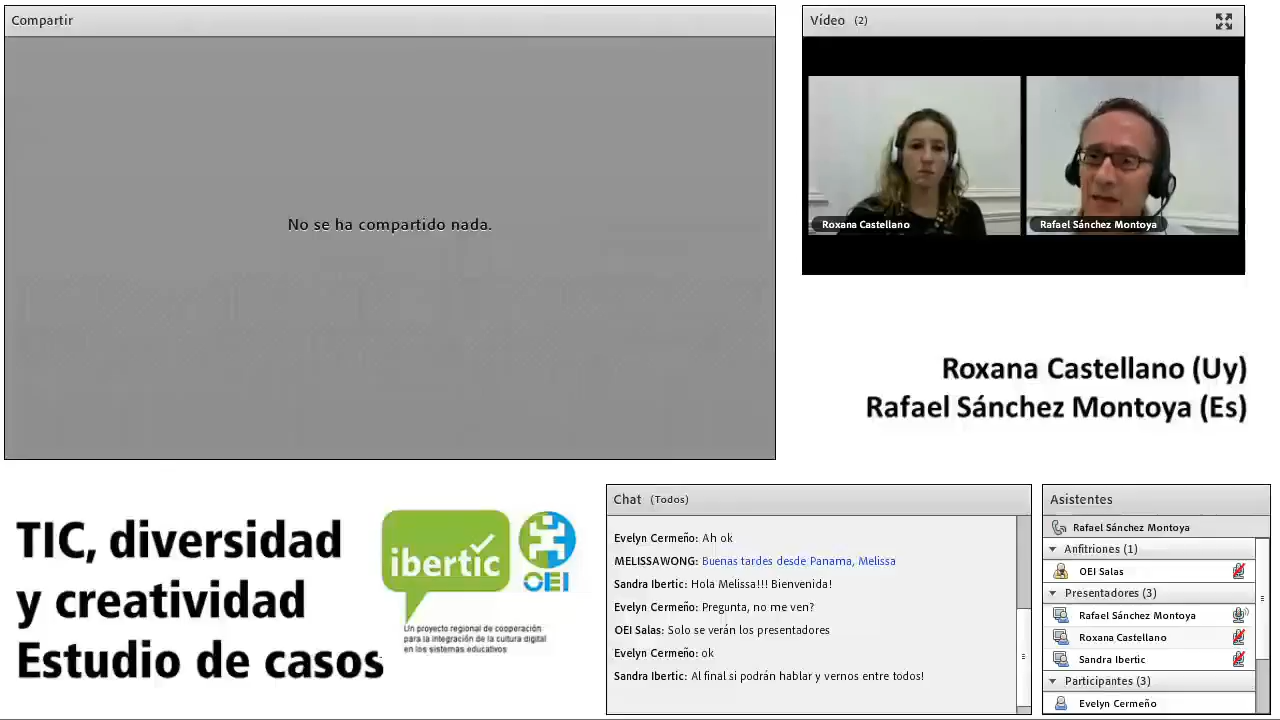 Compartir
No se ha compartido nada.
Vídeo (2)
Roxana Castellano
Rafael Sánchez Montoya
Roxana Castellano (Uy)
Rafael Sánchez Montoya (Es)
TIC, diversidad
y creatividad
Estudio de casos
ibertic
OEI
Un proyecto regional de cooperación
para la integración de la cultura digital
en los sistemas educativos
Chat (Todos)
Evelyn Cermeño: Ah ok
MELISSAWONG: Buenas tardes desde Panama, Melissa
Sandra Ibertic: Hola Melissa!!! Bienvenida!
Evelyn Cermeño: Pregunta, no me ven?
OEI Salas: Solo se verán los presentadores
Evelyn Cermeño: ok
Sandra Ibertic: Al final si podrán hablar y vernos entre todos!
Asistentes
Rafael Sánchez Montoya
Anfitriones (1)
OEI Salas
Presentadores (3)
Rafael Sánchez Montoya
Roxana Castellano
Sandra Ibertic
Participantes (3)
Evelyn Cermeño